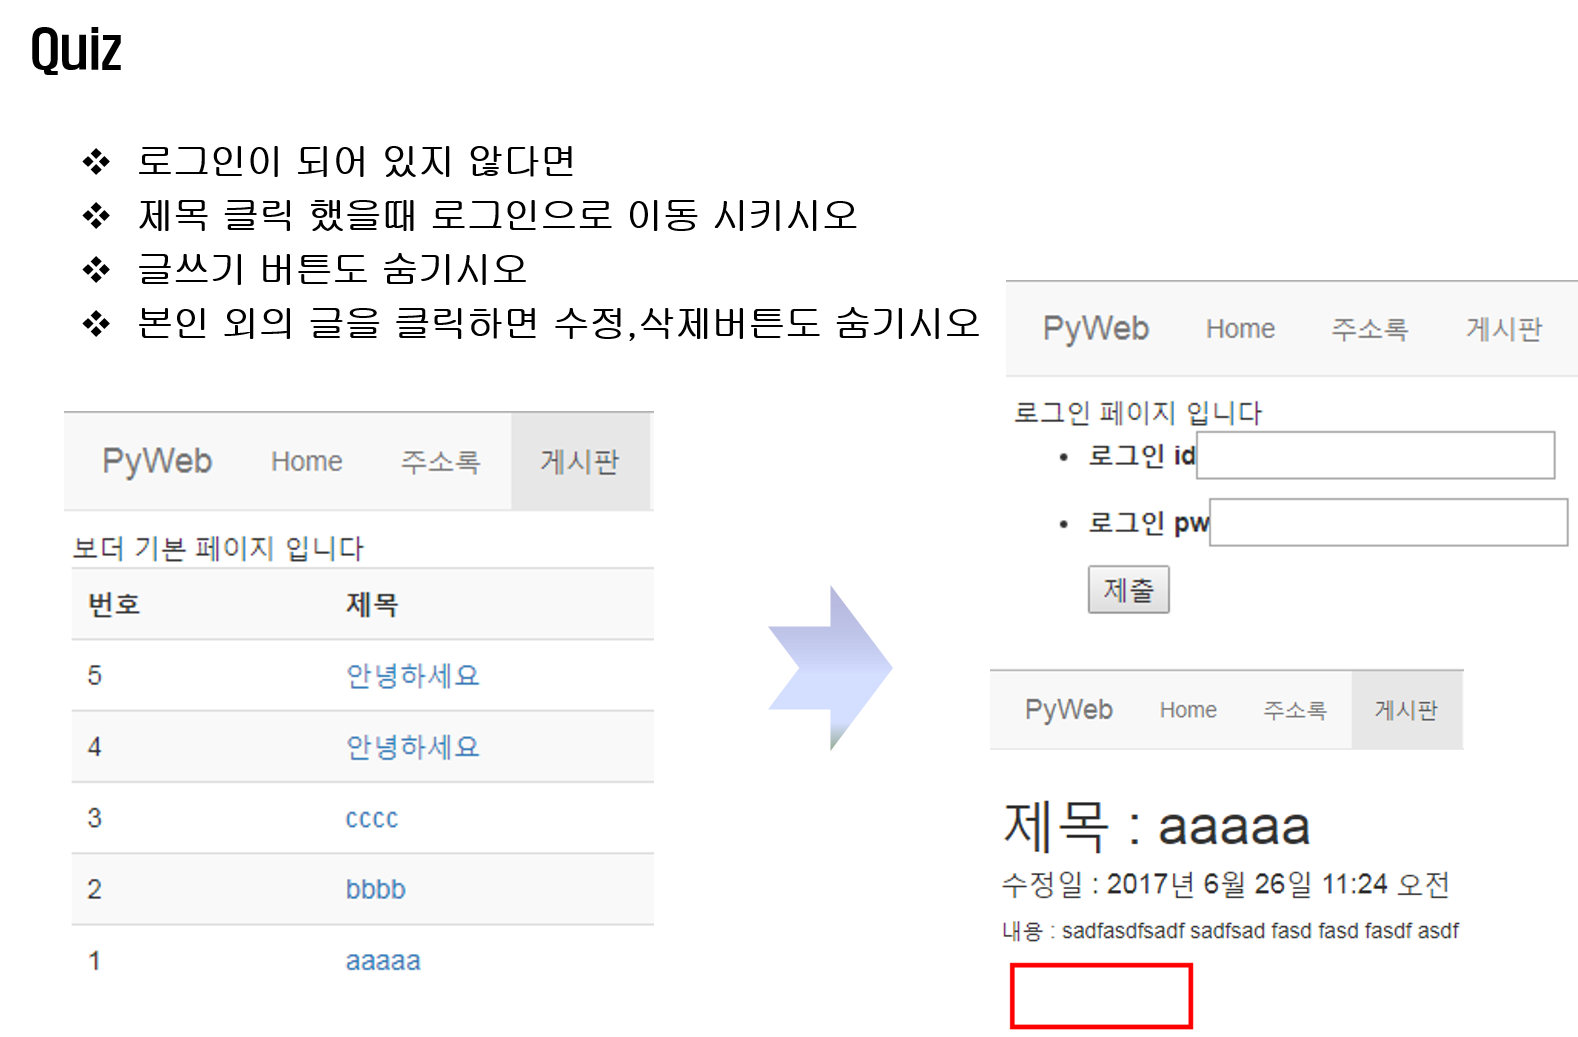 Quiz
❖ 로그인이 되어 있지 않다면
❖ 제목 클릭 했을때 로그인으로 이동 시키시오
❖ 글쓰기 버튼도 숨기시오
❖ 본인 외의 글을 클릭하면 수정,삭제버튼도 숨기시오
PyWeb Home 주소록 게시판
보더 기본 페이지 입니다
번호 제목
5 안녕하세요
4 안녕하세요
3 cccc
2 bbbb
1 aaaaa
PyWeb Home 주소록 게시판
로그인 페이지 입니다
• 로그인 id
• 로그인 pw
제출
PyWeb Home 주소록 게시판
제목 : aaaaa
수정일 : 2017년 6월 26일 11:24 오전
내용 : sadfasdfsadf sadfsad fasd fasd fasdf asdf